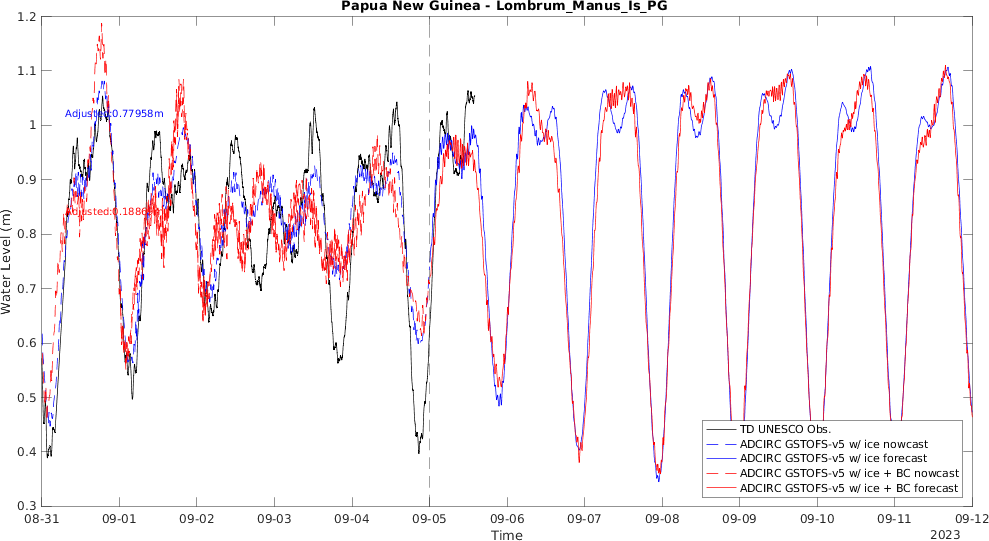 Papua New Guinea - Lombrum_Manus_Is_PG
1.2
1.1
1
0.9
0.8
0.7
0.6
0.5
0.4
0.3
Water Level (m)
Adjusted:0.77958m
08-31
09-01
09-02
09-03
09-04
09-05
09-06
09-07
09-08
09-09
09-10
09-11
09-12
Time
2023
TD UNESCO Obs.
ADCIRC GSTOFS-v5 w/ ice nowcast
ADCIRC GSTOFS-v5 w/ ice forecast
ADCIRC GSTOFS-v5 w/ ice + BC nowcast
ADCIRC GSTOFS-v5 w/ ice + BC forecast